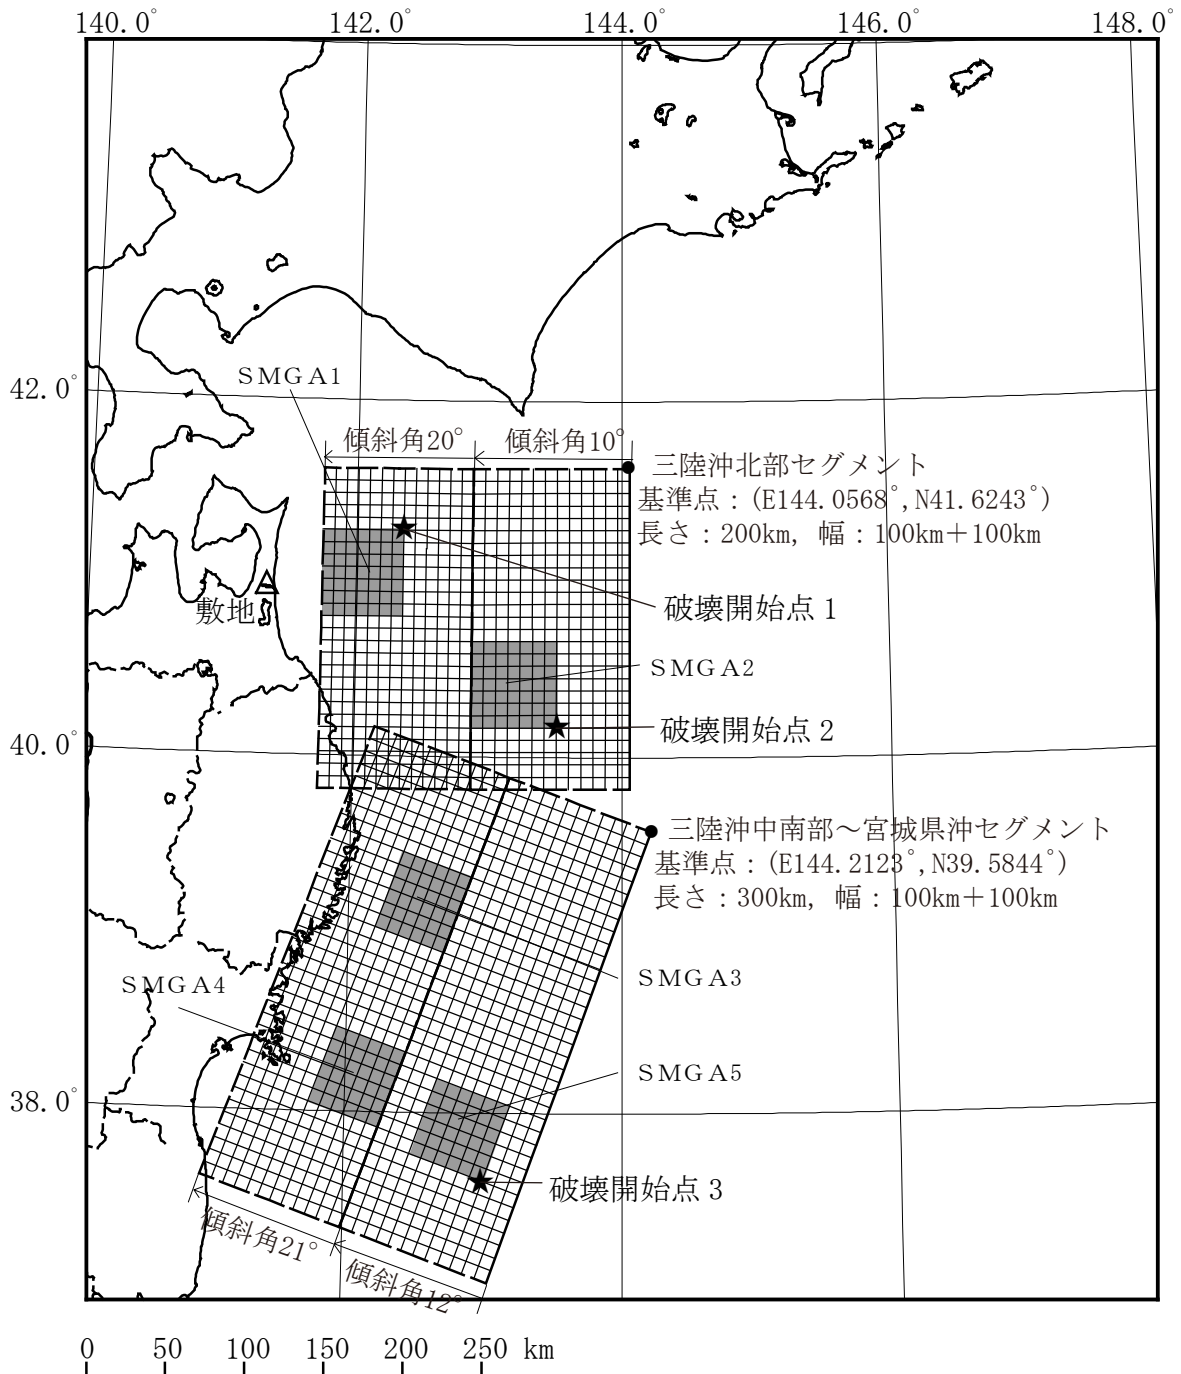 140.0° 142.0° 144.0° 146.0° 148.0°
42.0°
SMGA1
傾斜角20° 傾斜角10°
三陸沖北部セグメント
基準点：(E144.0568°,N41.6243°)
長さ：200km, 幅：100km＋100km
敷地
破壊開始点1
SMGA2
破壊開始点2
40.0°
三陸沖中南部～宮城県沖セグメント
基準点：(E144.2123°,N39.5844°)
長さ：300km, 幅：100km＋100km
SMGA3
SMGA4
SMGA5
38.0°
破壊開始点3
傾斜角21°
傾斜角12°
0 50 100 150 200 250 km